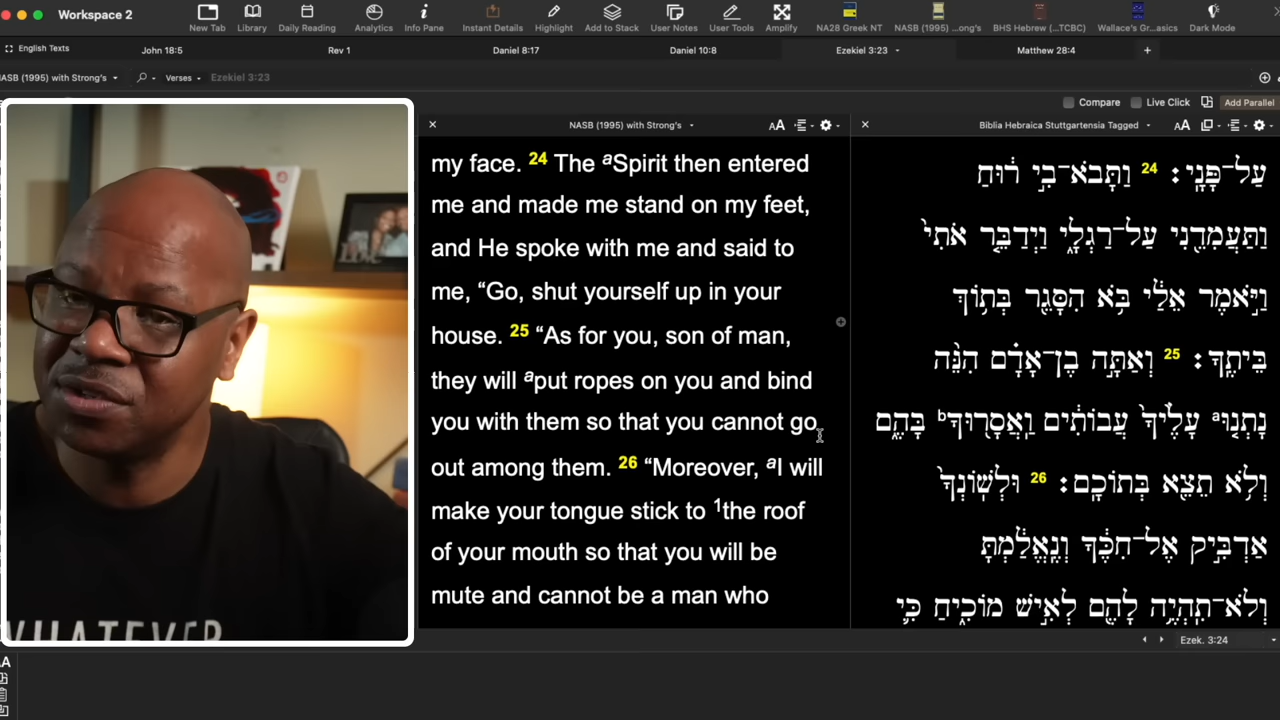 Workspace 2
New Tab
Library
Daily Reading
Analytics
Info Pane
Instant Details
Highlight
Add to Stack
User Notes
User Tools
Amplify
NA28 Greek NT
NASB (1995) ...ong's
BHS Hebrew (...TCBC)
Wallace's Gr...asics
Dark Mode
English Texts
John 18:5
Rev 1
Daniel 8:17
Daniel 10:8
Ezekiel 3:23
Matthew 28:4
NASB (1995) with Strong's
Verses
Ezekiel 3:23
Compare
Live Click
Add Parallel
NASB (1995) with Strong's
my face. 24 The aSpirit then entered
me and made me stand on my feet,
and He spoke with me and said to
me, “Go, shut yourself up in your
house. 25 “As for you, son of man,
they will aput ropes on you and bind
you with them so that you cannot go
out among them. 26 “Moreover, aI will
make your tongue stick to 1the roof
of your mouth so that you will be
mute and cannot be a man who
Biblia Hebraica Stuttgartensia Tagged
עַל־פָּנָֽי׃ 24 וַתָּבֹא־בִ֣י ר֗וּחַ
וַתַּעֲמִדֵ֖נִי עַל־רַגְלָ֑י וַיְדַבֵּ֤ר אֹתִי֙
וַיֹּ֣אמֶר אֵלַ֔י בֹּ֥א הִסָּגֵ֖ר בְּת֥וֹךְ
בֵּיתֶֽךָ׃ 25 וְאַתָּ֣ה בֶן־אָדָ֗ם הִנֵּ֨ה
נָתְנ֤וּa עָלֶ֙יךָ֙ עֲבוֹתִ֔ים וַֽאֲסָר֖וּךָb בָּהֶ֑ם
וְלֹ֥א תֵצֵ֖א בְּתוֹכָֽם׃ 26 וּלְשֽׁוֹנְךָ֙
אַדְבִּ֣יק אֶל־חִכֶּ֔ךָ וְנֶֽאֱלַ֔מְתָּ
וְלֹא־תִֽהְיֶ֥ה לָהֶ֖ם לְאִ֣ישׁ מוֹכִ֑יחַ כִּ֛י
Ezek. 3:24
WHATEVER